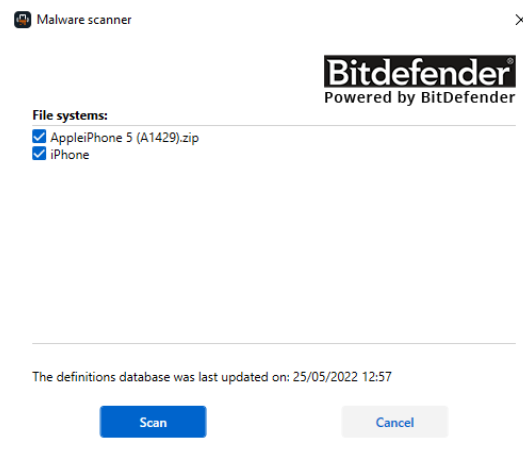 Malware scanner
Bitdefender®
Powered by BitDefender
File systems:
AppleiPhone 5 (A1429).zip
iPhone
The definitions database was last updated on: 25/05/2022 12:57
Scan
Cancel